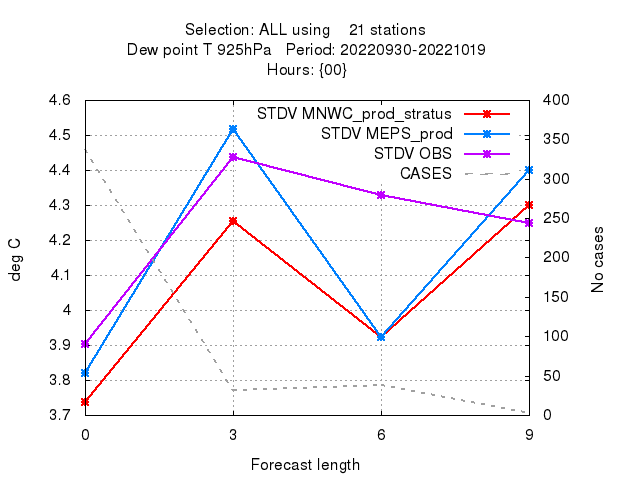 Selection: ALL using    21 stations
Dew point T 925hPa   Period: 20220930-20221019
Hours: {00}
STDV MNWC_prod_stratus
STDV MEPS_prod
STDV OBS
CASES
4.6
4.5
4.4
4.3
4.2
4.1
4
3.9
3.8
3.7
deg C
400
350
300
250
200
150
100
50
0
No cases
0 3 6 9
Forecast length